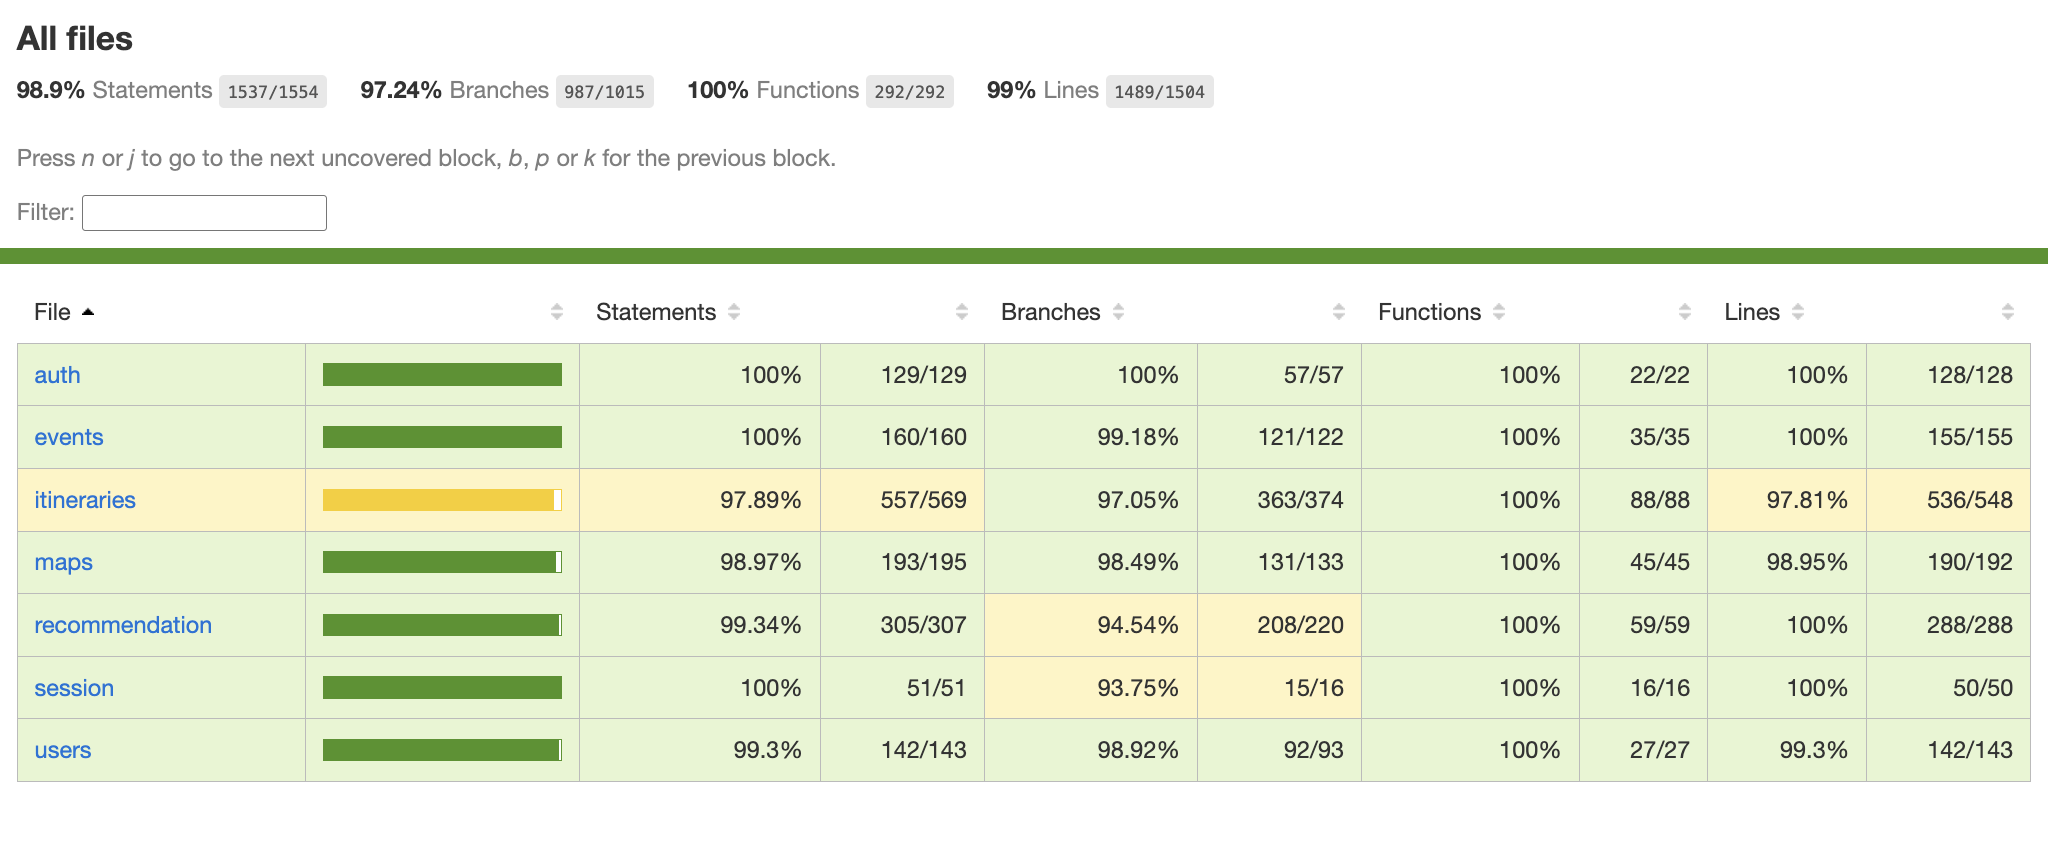 All files
98.9% Statements 1537/1554 97.24% Branches 987/1015 100% Functions 292/292 99% Lines 1489/1504
Press n or j to go to the next uncovered block, b, p or k for the previous block.
Filter:
File Statements Branches Functions Lines
auth 100% 129/129 100% 57/57 100% 22/22 100% 128/128
events 100% 160/160 99.18% 121/122 100% 35/35 100% 155/155
itineraries 97.89% 557/569 97.05% 363/374 100% 88/88 97.81% 536/548
maps 98.97% 193/195 98.49% 131/133 100% 45/45 98.95% 190/192
recommendation 99.34% 305/307 94.54% 208/220 100% 59/59 100% 288/288
session 100% 51/51 93.75% 15/16 100% 16/16 100% 50/50
users 99.3% 142/143 98.92% 92/93 100% 27/27 99.3% 142/143